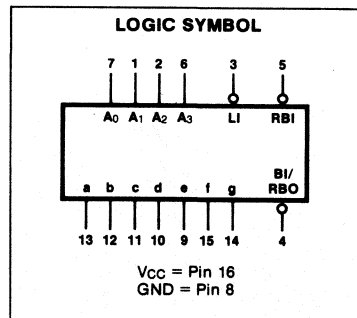 LOGIC SYMBOL
7 1 2 6 3 5
A0 A1 A2 A3 LI RBI
BI/
a b c d e f g RBO
13 12 11 10 9 15 14 4
VCC = Pin 16
GND = Pin 8